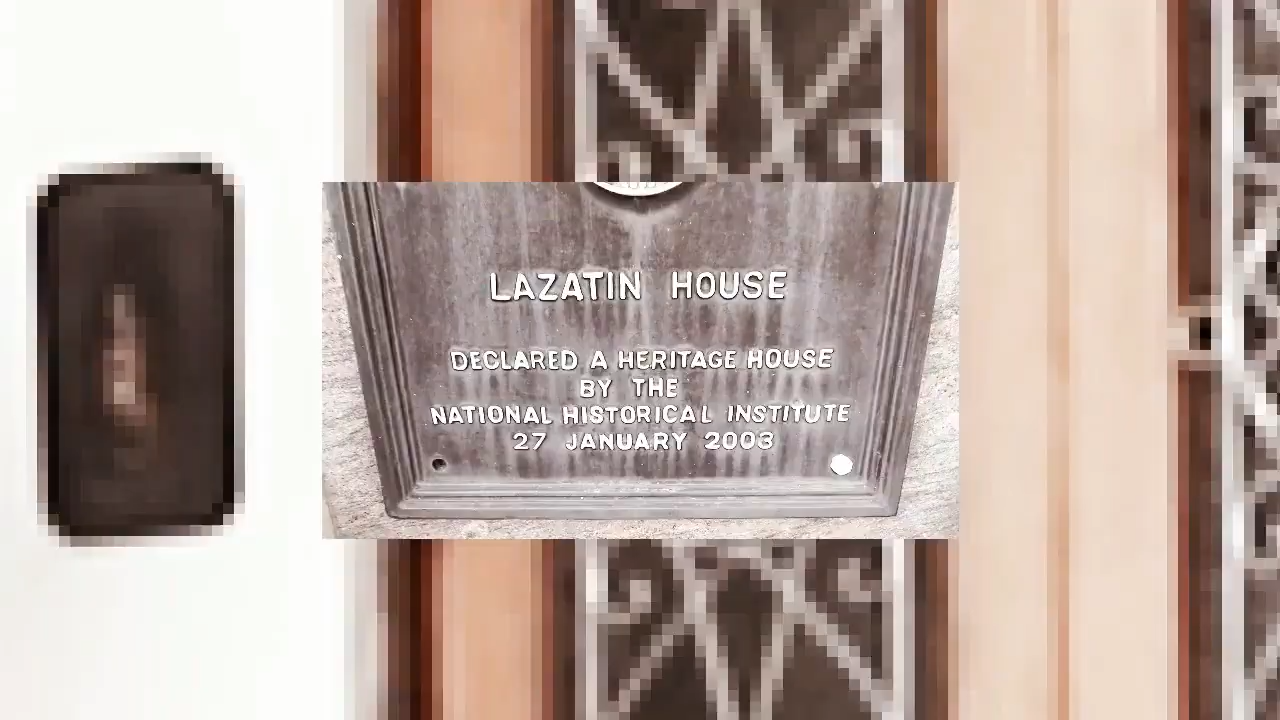 LAZATIN HOUSE
DECLARED A HERITAGE HOUSE
BY THE
NATIONAL HISTORICAL INSTITUTE
27 JANUARY 2003